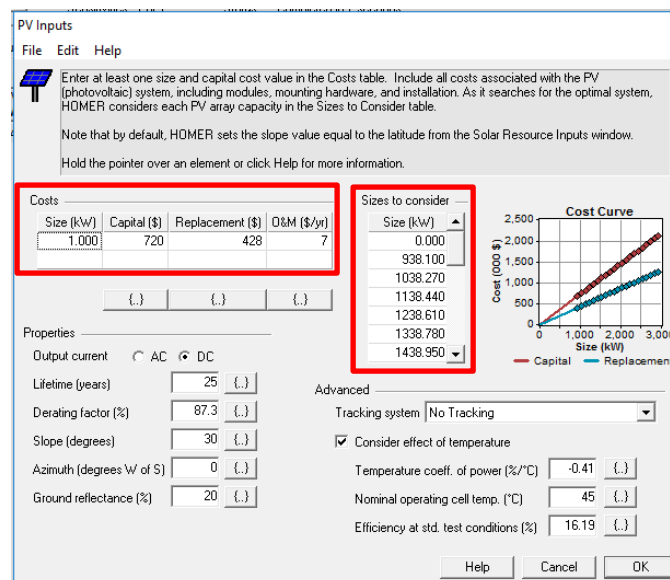 PV Inputs
File Edit Help
Enter at least one size and capital cost value in the Costs table. Include all costs associated with the PV
(photovoltaic) system, including modules, mounting hardware, and installation. As it searches for the optimal system,
HOMER considers each PV array capacity in the Sizes to Consider table.
Note that by default, HOMER sets the slope value equal to the latitude from the Solar Resource Inputs window.
Hold the pointer over an element or click Help for more information.
Costs
Size (kW) Capital ($) Replacement ($) O&M ($/yr)
1.000 720 428 7
{..} {..} {..}
Sizes to consider
Size (kW)
0.000
938.100
1038.270
1138.440
1238.610
1338.780
1438.950
Cost Curve
Cost (000 $)
2,500
2,000
1,500
1,000
500
0
0 1,000 2,000 3,000
Size (kW)
Capital Replacemen
Properties
Output current AC DC
Lifetime (years) 25 {..}
Derating factor (%) 87.3 {..}
Slope (degrees) 30 {..}
Azimuth (degrees W of S) 0 {..}
Ground reflectance (%) 20 {..}
Advanced
Tracking system No Tracking
Consider effect of temperature
Temperature coeff. of power (%/°C) -0.41 {..}
Nominal operating cell temp. (°C) 45 {..}
Efficiency at std. test conditions (%) 16.19 {..}
Help Cancel OK